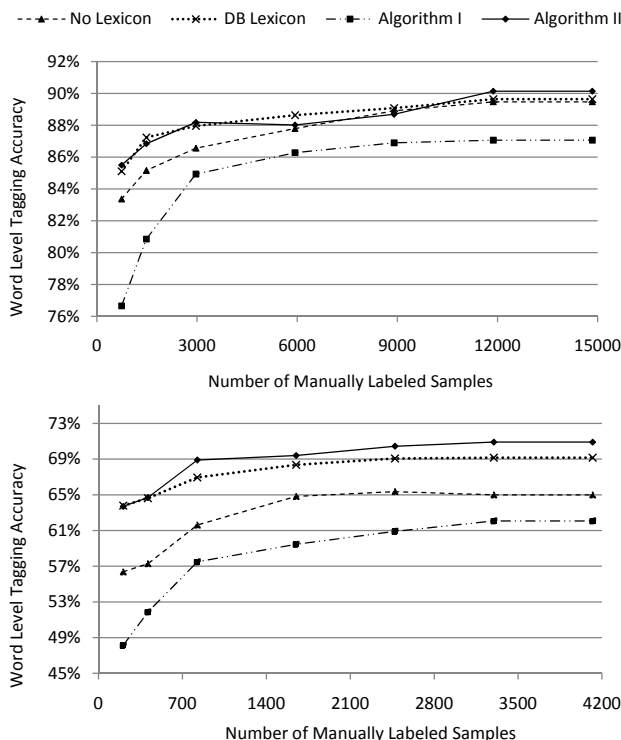 No Lexicon DB Lexicon Algorithm I Algorithm II
92%
90%
88%
86%
84%
82%
80%
78%
76%
Word Level Tagging Accuracy
0 3000 6000 9000 12000 15000
Number of Manually Labeled Samples
73%
69%
65%
61%
57%
53%
49%
45%
Word Level Tagging Accuracy
0 700 1400 2100 2800 3500 4200
Number of Manually Labeled Samples